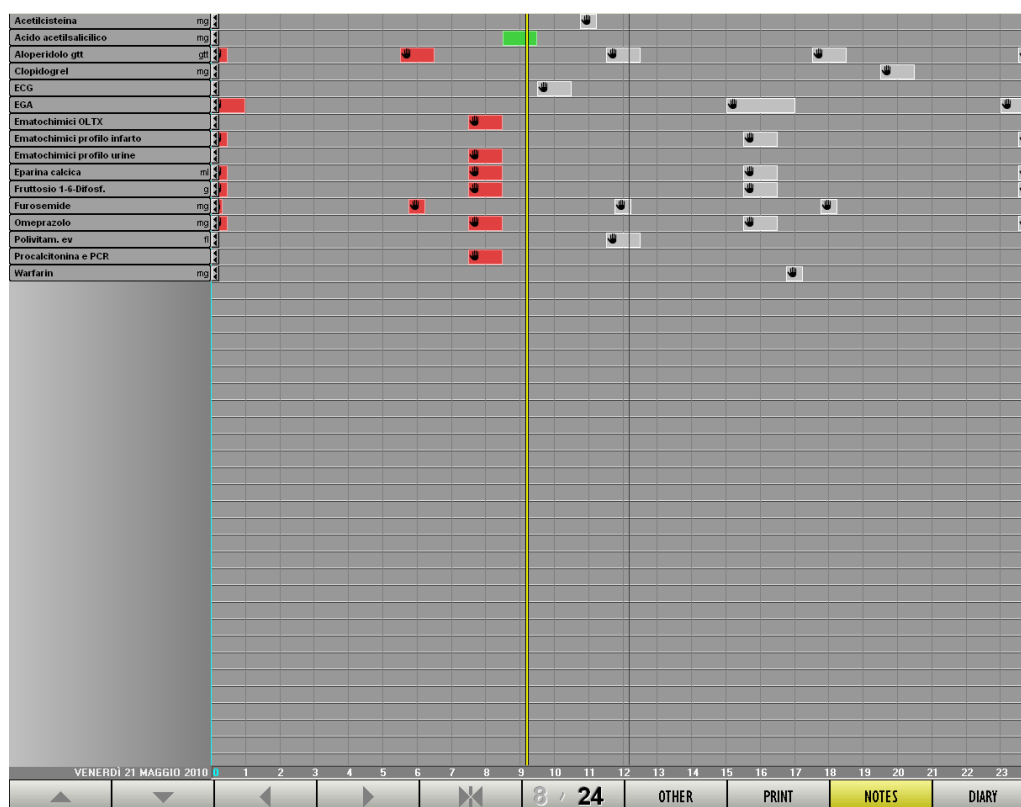 Acetilcisteina mg
Acido acetilsalicilico mg
Aloperidolo gtt gtt
Clopidogrel mg
ECG
EGA
Ematochimici OLTX
Ematochimici profilo infarto
Ematochimici profilo urine
Eparina calcica ml
Fruttosio 1-6-Difosf. g
Furosemide mg
Omeprazolo mg
Polivitam. ev fl
Procalcitonina e PCR
Warfarin mg
VENERDÌ 21 MAGGIO 2010 0 1 2 3 4 5 6 7 8 9 10 11 12 13 14 15 16 17 18 19 20 21 22 23
8 / 24 OTHER PRINT NOTES DIARY